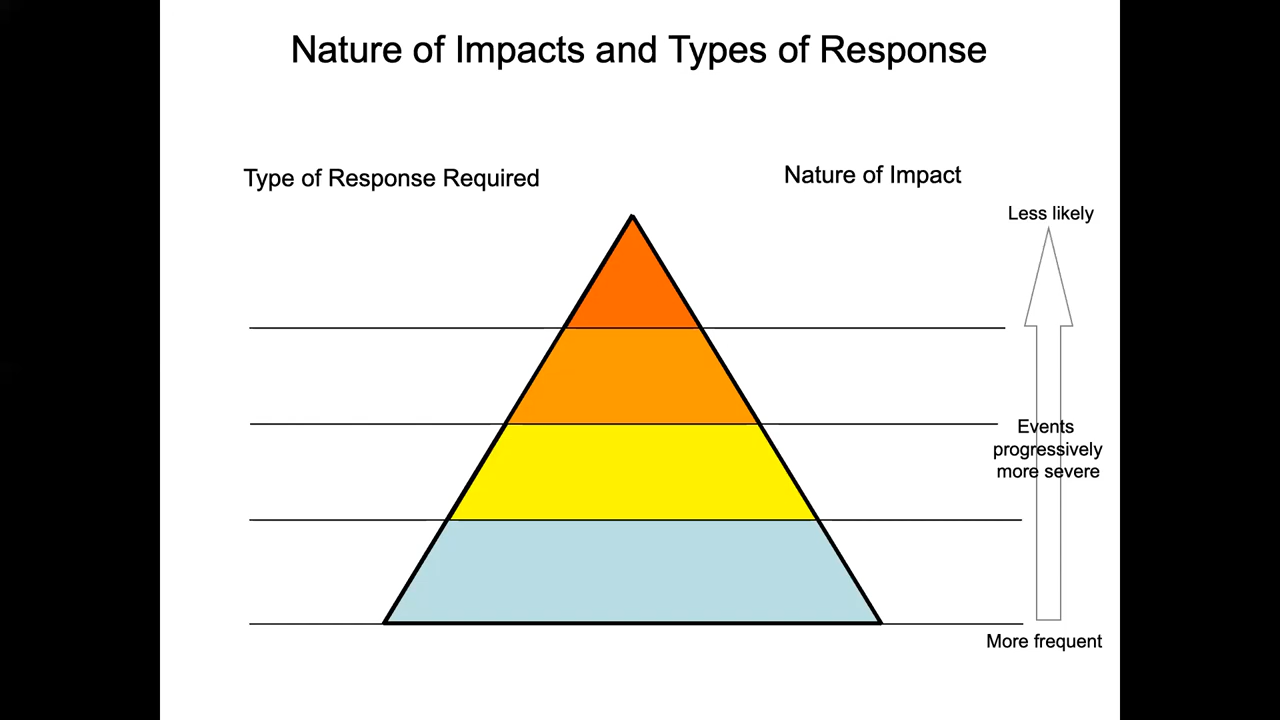 Nature of Impacts and Types of Response
Type of Response Required
Nature of Impact
Less likely
Events
progressively
more severe
More frequent